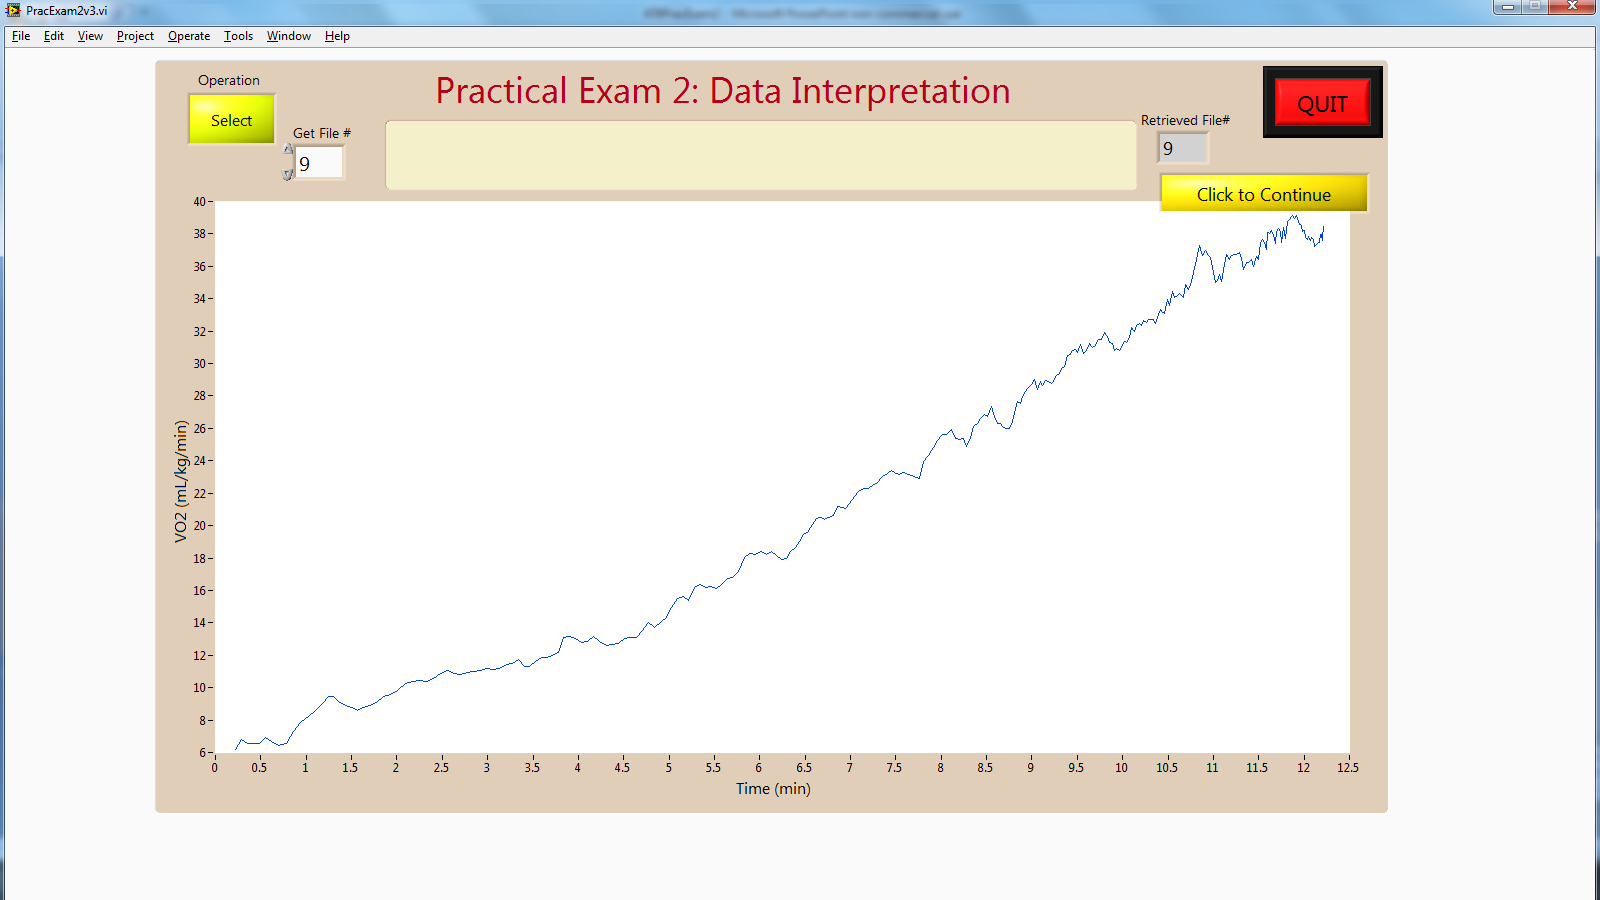 PracExam2v3.vi
File Edit View Project Operate Tools Window Help
Operation
Select
Practical Exam 2: Data Interpretation
QUIT
Get File #
9
Retrieved File#
9
Click to Continue
40
38
36
34
32
30
28
26
24
22
20
18
16
14
12
10
8
6
VO2 (mL/kg/min)
0 0.5 1 1.5 2 2.5 3 3.5 4 4.5 5 5.5 6 6.5 7 7.5 8 8.5 9 9.5 10 10.5 11 11.5 12 12.5
Time (min)